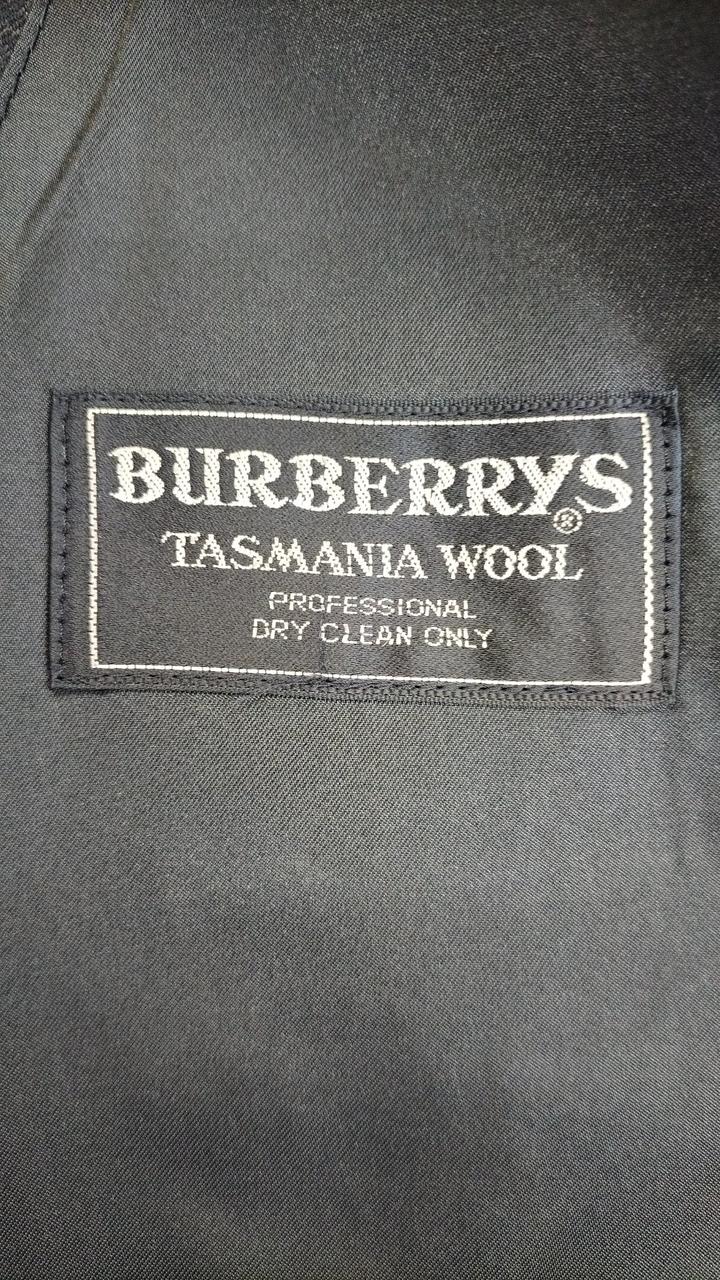 BURBERRYS®
TASMANIA WOOL
PROFESSIONAL
DRY CLEAN ONLY